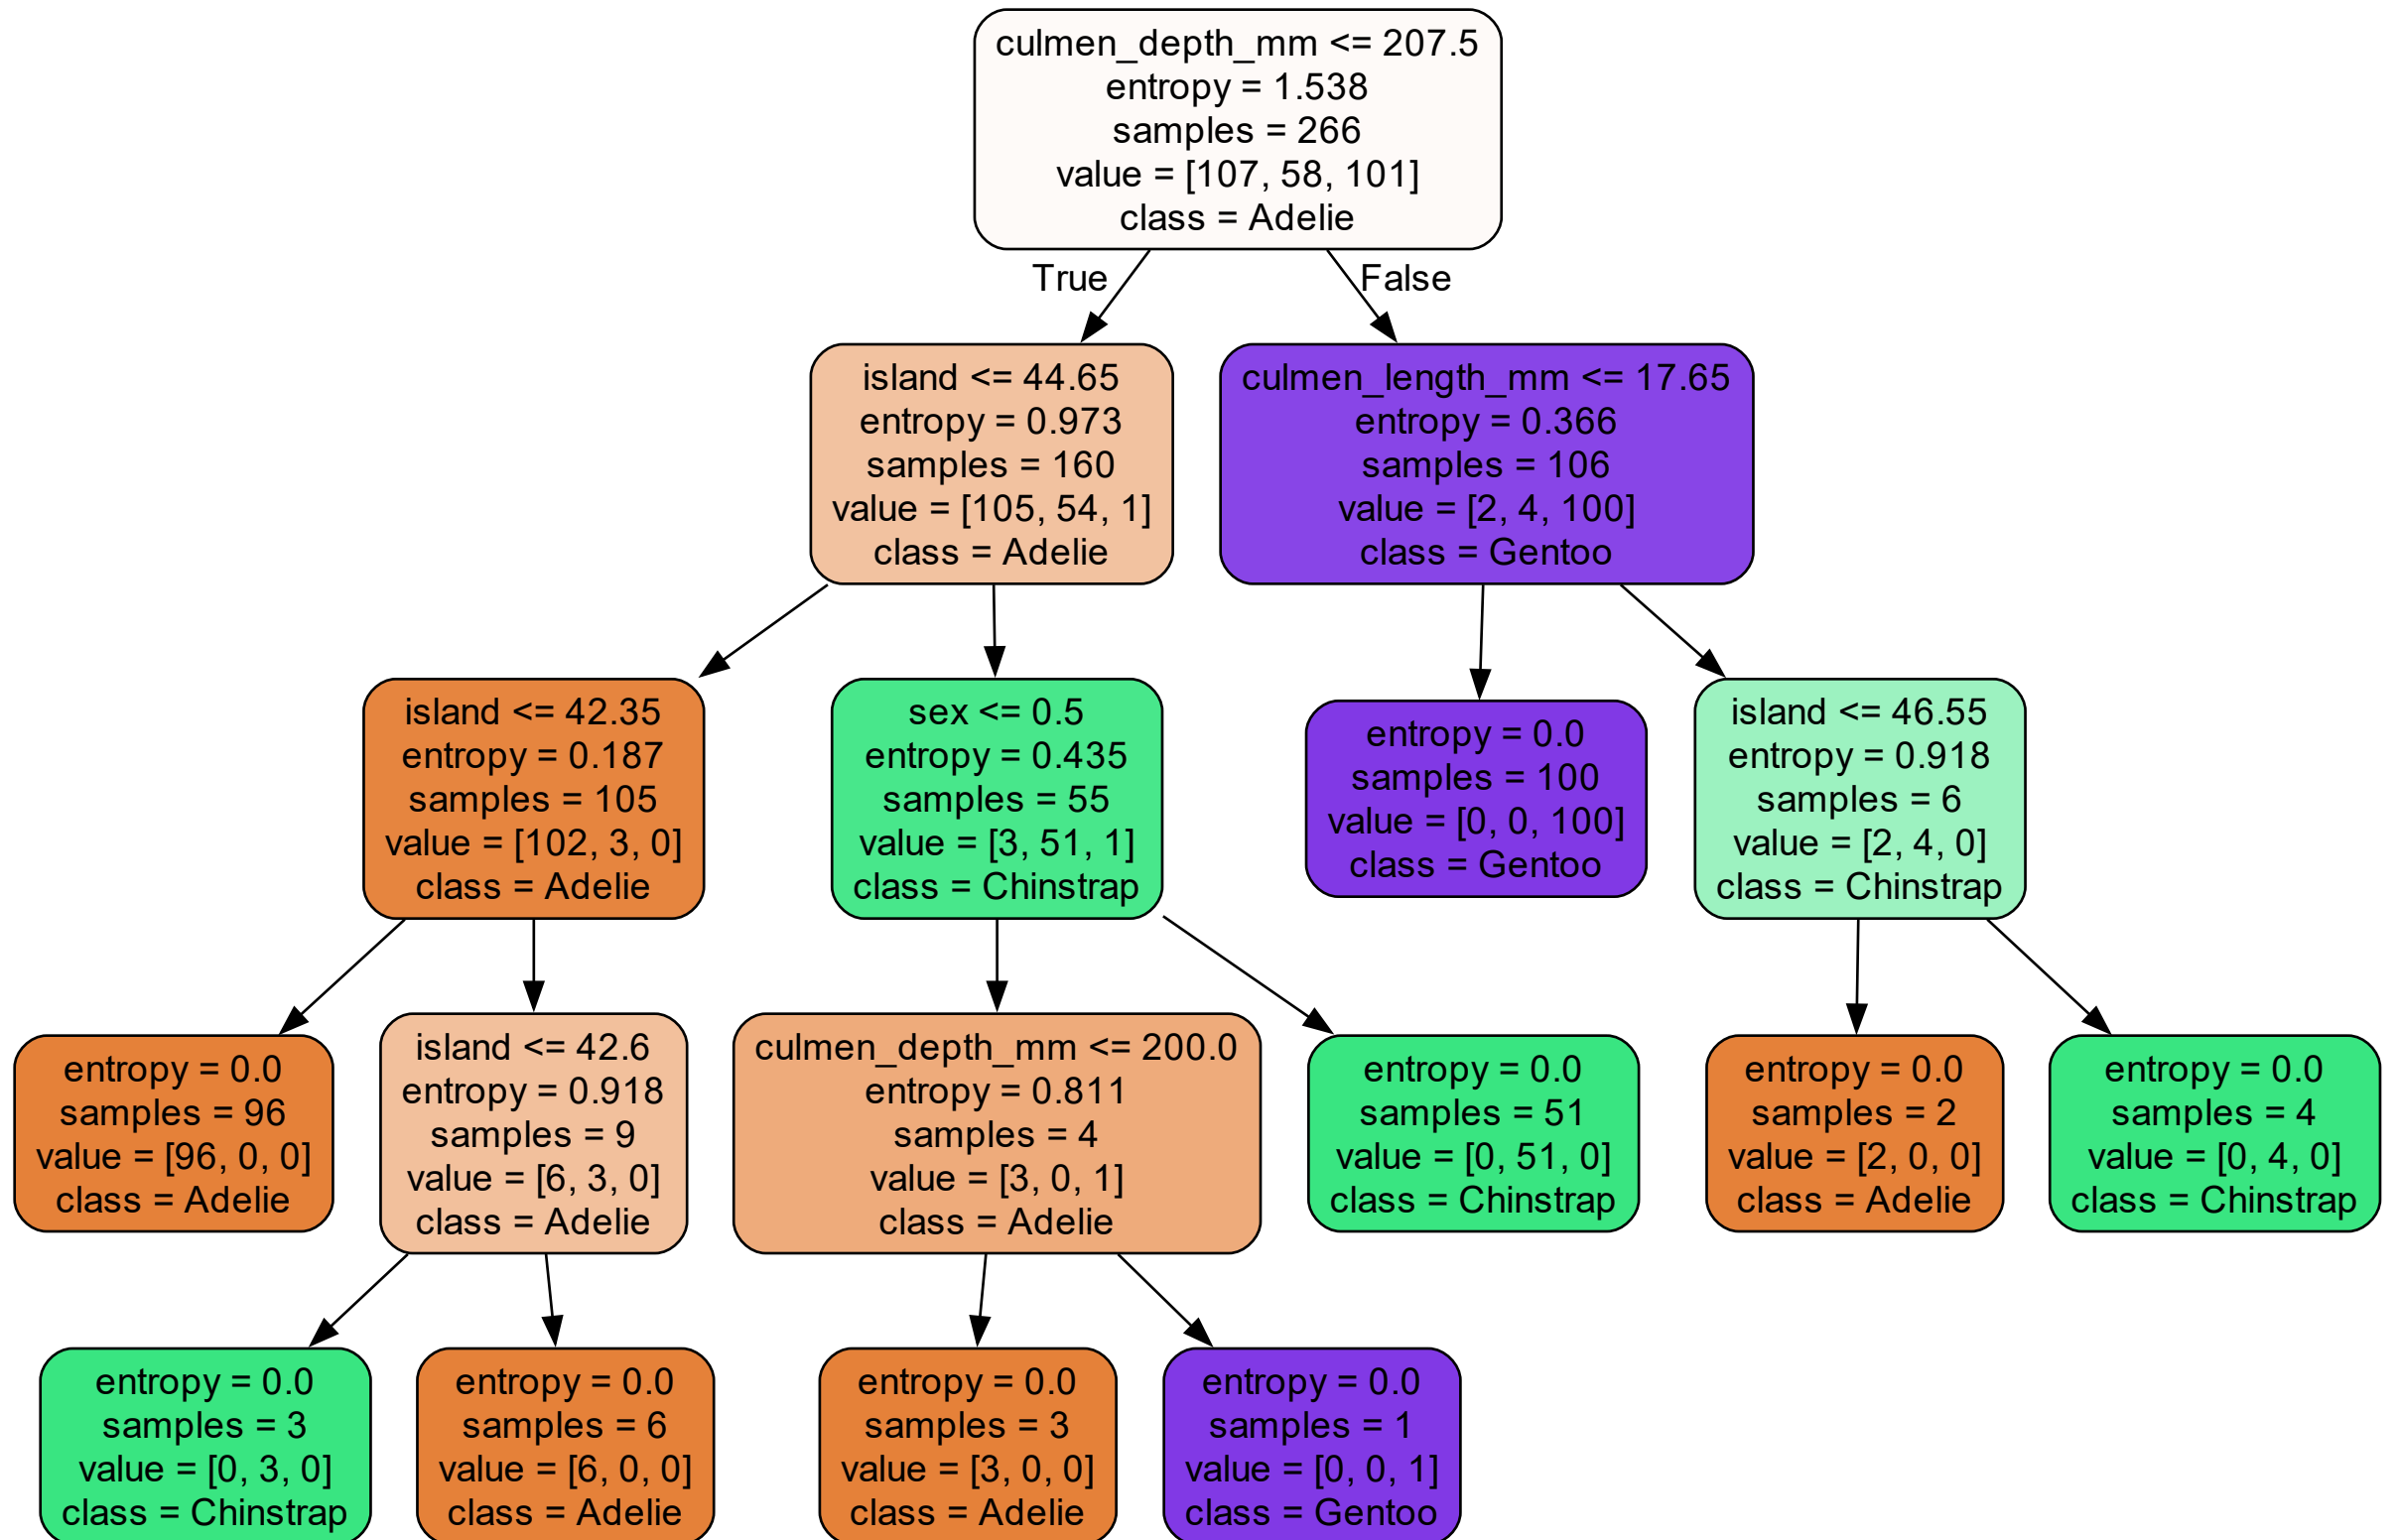 culmen_depth_mm <= 207.5
entropy = 1.538
samples = 266
value = [107, 58, 101]
class = Adelie
True
False
island <= 44.65
entropy = 0.973
samples = 160
value = [105, 54, 1]
class = Adelie
culmen_length_mm <= 17.65
entropy = 0.366
samples = 106
value = [2, 4, 100]
class = Gentoo
island <= 42.35
entropy = 0.187
samples = 105
value = [102, 3, 0]
class = Adelie
sex <= 0.5
entropy = 0.435
samples = 55
value = [3, 51, 1]
class = Chinstrap
entropy = 0.0
samples = 100
value = [0, 0, 100]
class = Gentoo
island <= 46.55
entropy = 0.918
samples = 6
value = [2, 4, 0]
class = Chinstrap
entropy = 0.0
samples = 96
value = [96, 0, 0]
class = Adelie
island <= 42.6
entropy = 0.918
samples = 9
value = [6, 3, 0]
class = Adelie
culmen_depth_mm <= 200.0
entropy = 0.811
samples = 4
value = [3, 0, 1]
class = Adelie
entropy = 0.0
samples = 51
value = [0, 51, 0]
class = Chinstrap
entropy = 0.0
samples = 2
value = [2, 0, 0]
class = Adelie
entropy = 0.0
samples = 4
value = [0, 4, 0]
class = Chinstrap
entropy = 0.0
samples = 3
value = [0, 3, 0]
class = Chinstrap
entropy = 0.0
samples = 6
value = [6, 0, 0]
class = Adelie
entropy = 0.0
samples = 3
value = [3, 0, 0]
class = Adelie
entropy = 0.0
samples = 1
value = [0, 0, 1]
class = Gentoo